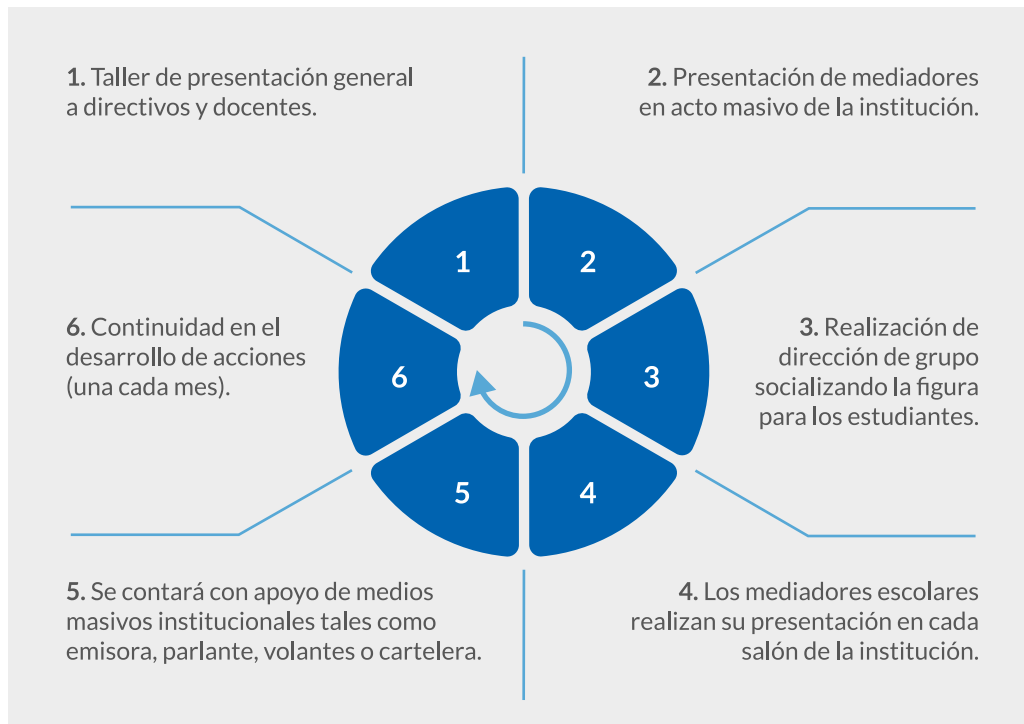 1. Taller de presentación general
a directivos y docentes.
2. Presentación de mediadores
en acto masivo de la institución.
1
2
6. Continuidad en el
desarrollo de acciones
(una cada mes).
6
3
3. Realización de
dirección de grupo
socializando la figura
para los estudiantes.
5
4
5. Se contará con apoyo de medios
masivos institucionales tales como
emisora, parlante, volantes o cartelera.
4. Los mediadores escolares
realizan su presentación en cada
salón de la institución.